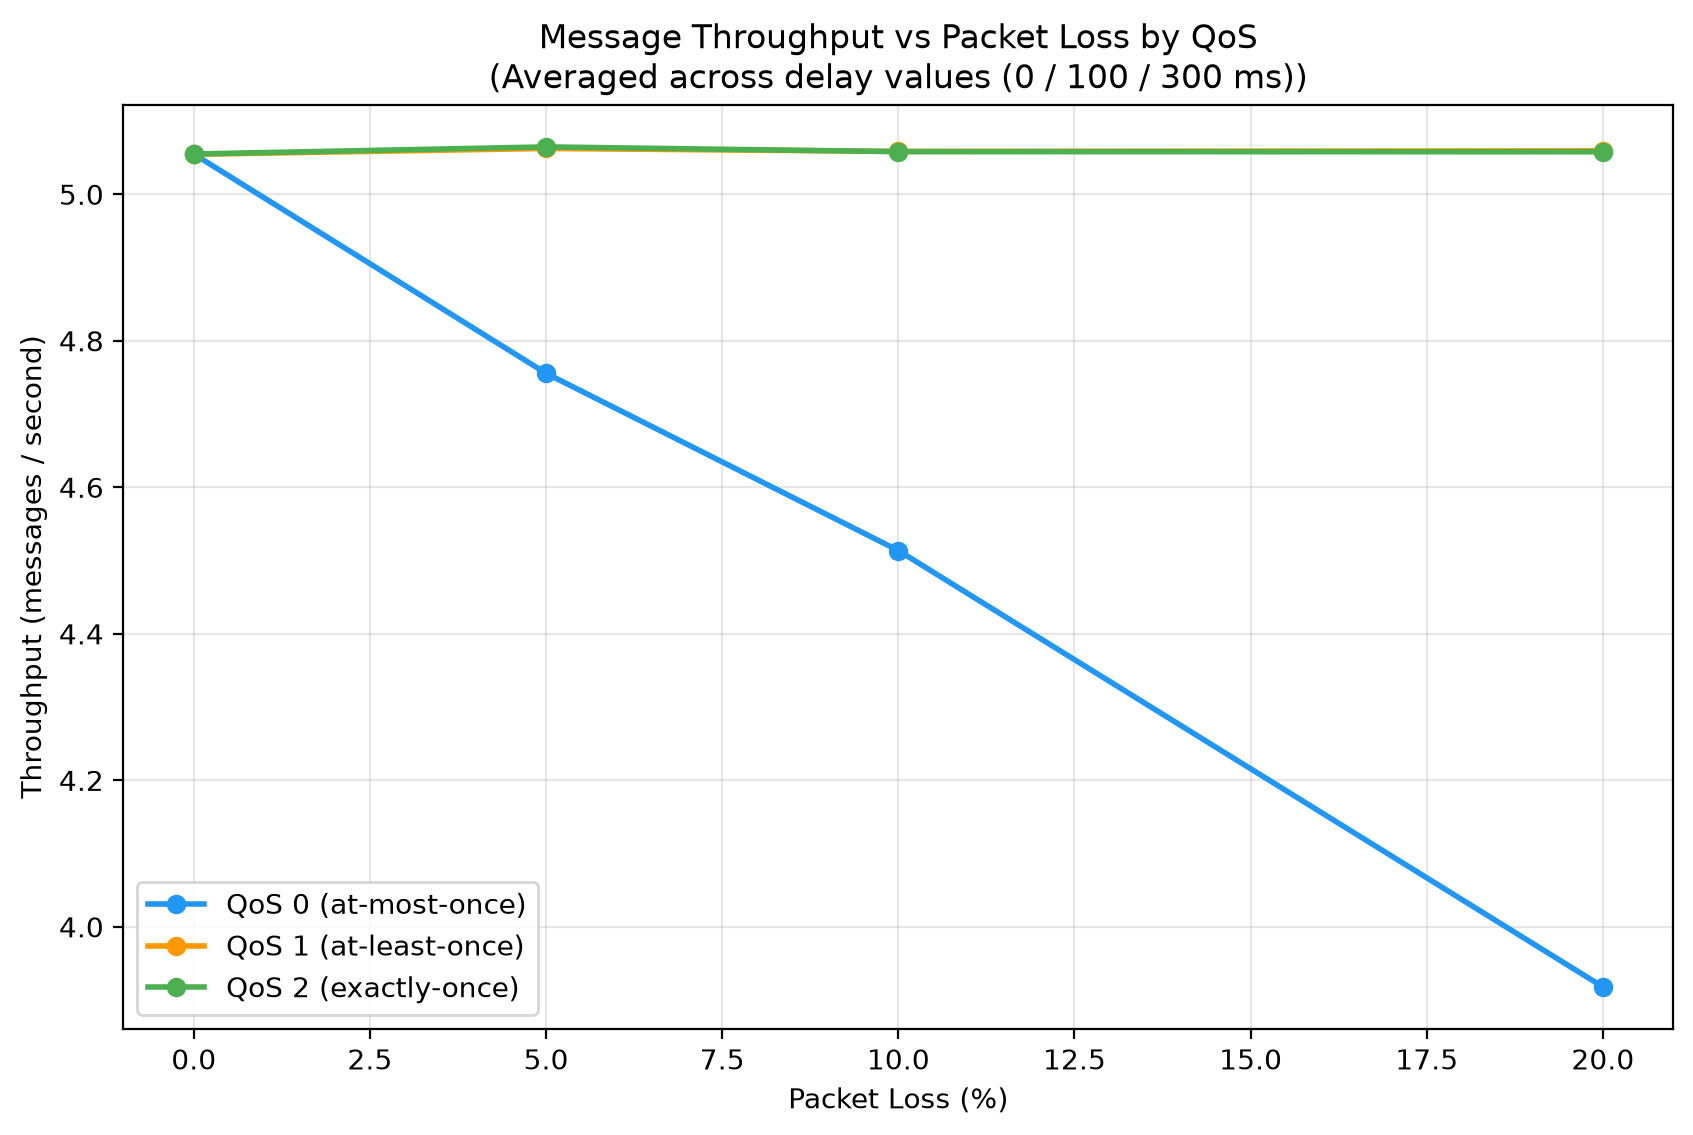 Message Throughput vs Packet Loss by QoS
(Averaged across delay values (0 / 100 / 300 ms))
Throughput (messages / second)
5.0
4.8
4.6
4.4
4.2
4.0
QoS 0 (at-most-once)
QoS 1 (at-least-once)
QoS 2 (exactly-once)
0.0 2.5 5.0 7.5 10.0 12.5 15.0 17.5 20.0
Packet Loss (%)